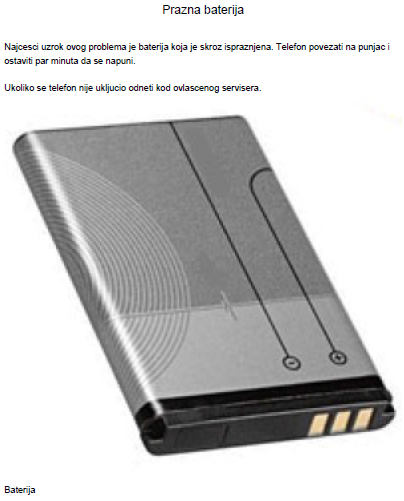 Prazna baterija
Najcesci uzrok ovog problema je baterija koja je skroz ispraznjena. Telefon povezati na punjac i
ostaviti par minuta da se napuni.
Ukoliko se telefon nije ukljucio odneti kod ovlascenog servisera.
- +
Baterija